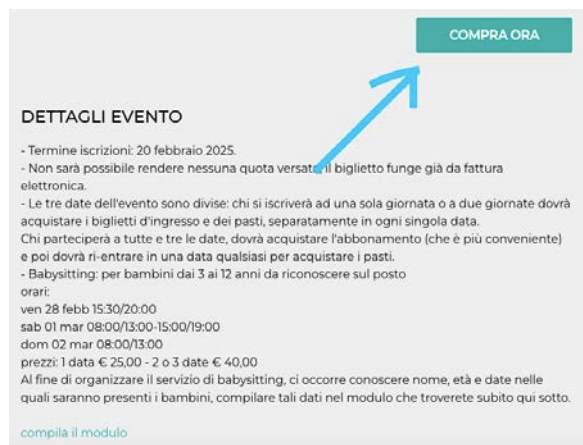 COMPRA ORA
DETTAGLI EVENTO
- Termine iscrizioni: 20 febbraio 2025.
- Non sarà possibile rendere nessuna quota versata, il biglietto funge già da fattura
elettronica.
- Le tre date dell'evento sono divise: chi si iscriverà ad una sola giornata o a due giornate dovrà
acquistare i biglietti d'ingresso e dei pasti, separatamente in ogni singola data.
Chi parteciperà a tutte e tre le date, dovrà acquistare l'abbonamento (che è più conveniente)
e poi dovrà ri-entrare in una data qualsiasi per acquistare i pasti.
- Babysitting: per bambini dai 3 ai 12 anni da riconoscere sul posto
orari:
ven 28 febb 15:30/20:00
sab 01 mar 08:00/13:00-15:00/19:00
dom 02 mar 08:00/13:00
prezzi: 1 data € 25,00 - 2 o 3 date € 40,00
Al fine di organizzare il servizio di babysitting, ci occorre conoscere nome, età e date nelle
quali saranno presenti i bambini, compilare tali dati nel modulo che troverete subito qui sotto.
compila il modulo